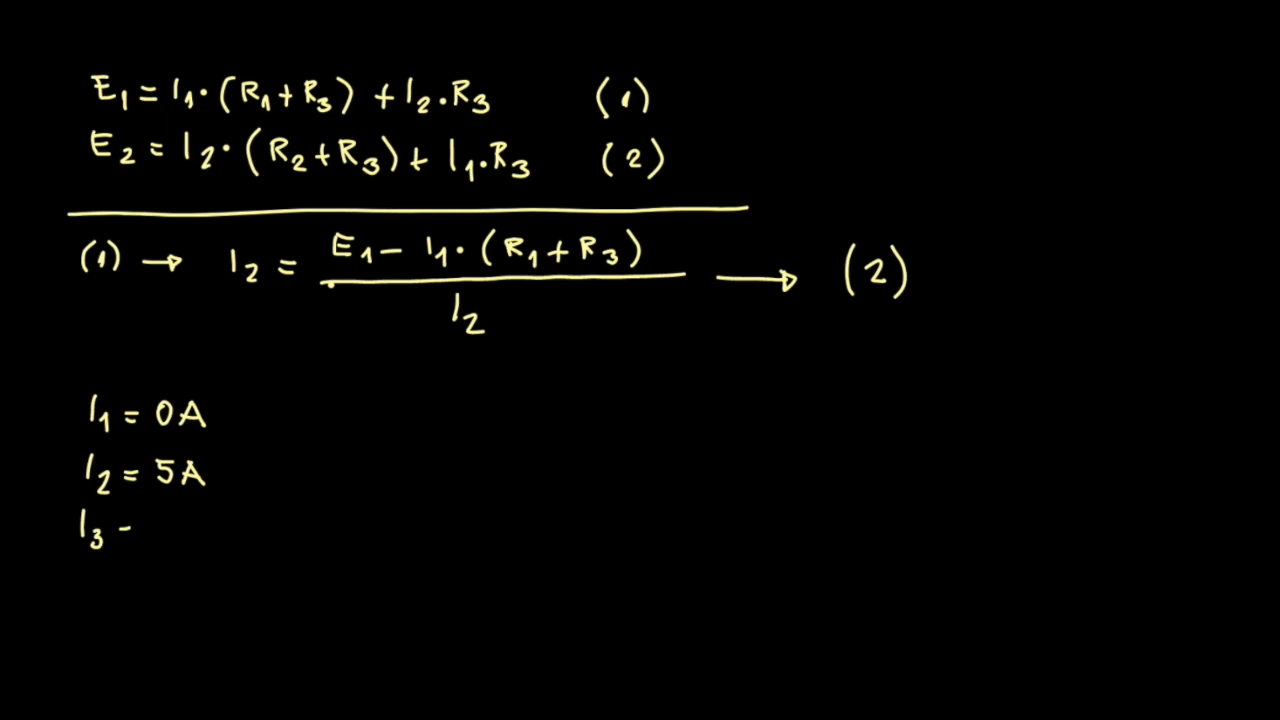 E₁ = I₁·(R₁+R₃) + I₂·R₃ (1)
E₂ = I₂·(R₂+R₃) + I₁·R₃ (2)
(1) → I₂ = (E₁ - I₁·(R₁+R₃)) / I₂ → (2)
I₁ = 0A
I₂ = 5A
I₃ -